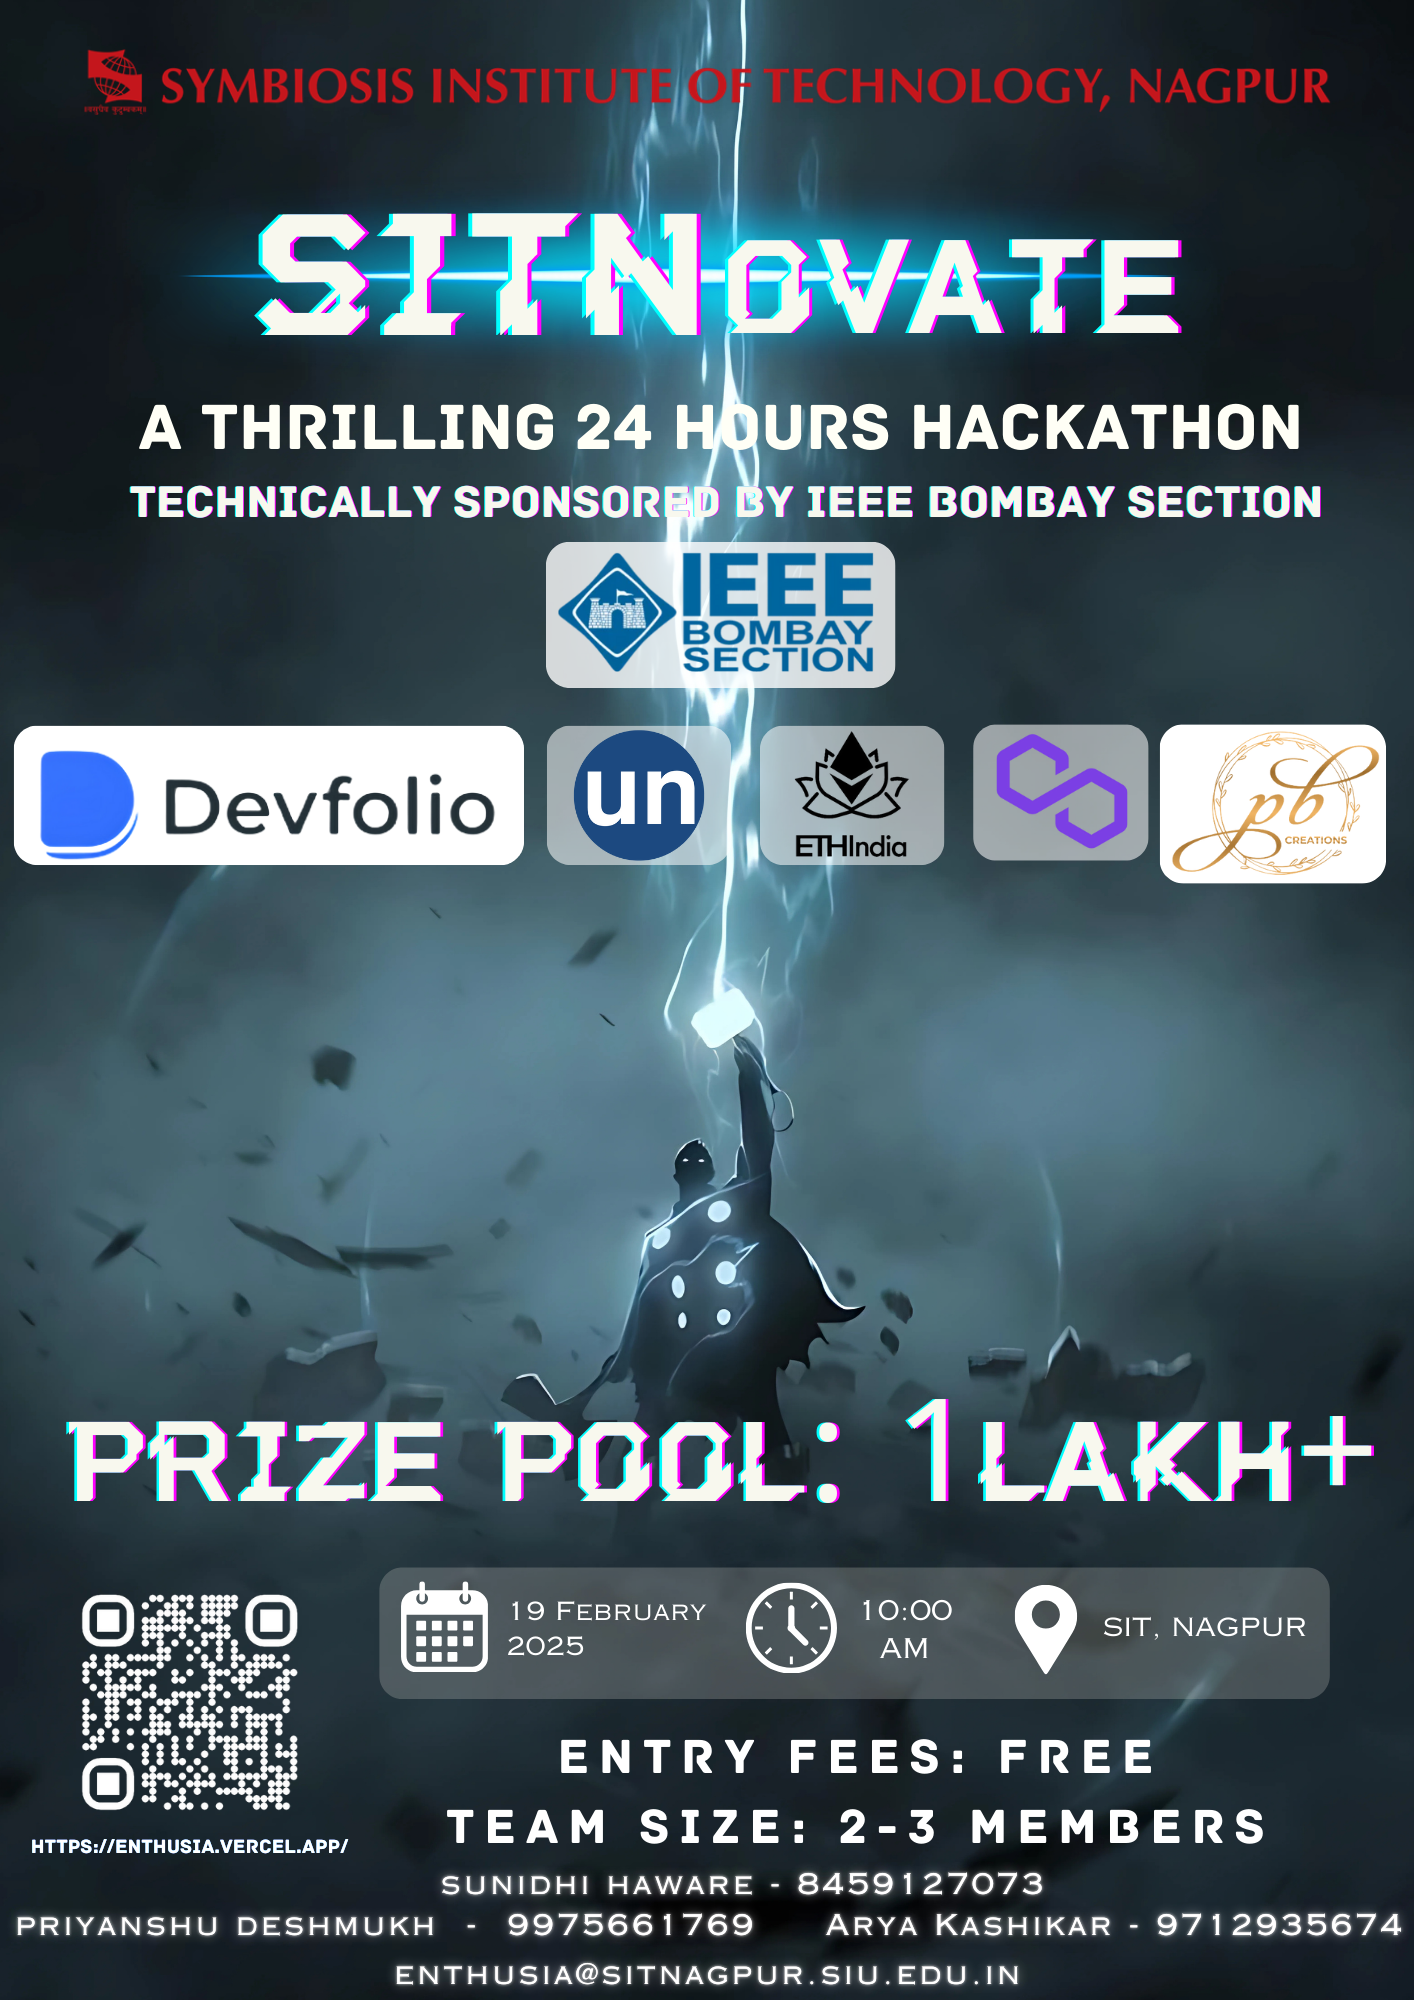 SYMBIOSIS INSTITUTE OF TECHNOLOGY, NAGPUR
SITNOVATE
A THRILLING 24 HOURS HACKATHON
TECHNICALLY SPONSORED BY IEEE BOMBAY SECTION
IEEE
BOMBAY
SECTION
Devfolio
un
ETHIndia
pb
CREATIONS
PRIZE POOL: 1LAKH+
19 FEBRUARY
2025
10:00
AM
SIT, NAGPUR
ENTRY FEES: FREE
TEAM SIZE: 2-3 MEMBERS
HTTPS://ENTHUSIA.VERCEL.APP/
SUNIDHI HAWARE - 8459127073
PRIYANSHU DESHMUKH - 9975661769 ARYA KASHIKAR - 9712935674
ENTHUSIA@SITNAGPUR.SIU.EDU.IN